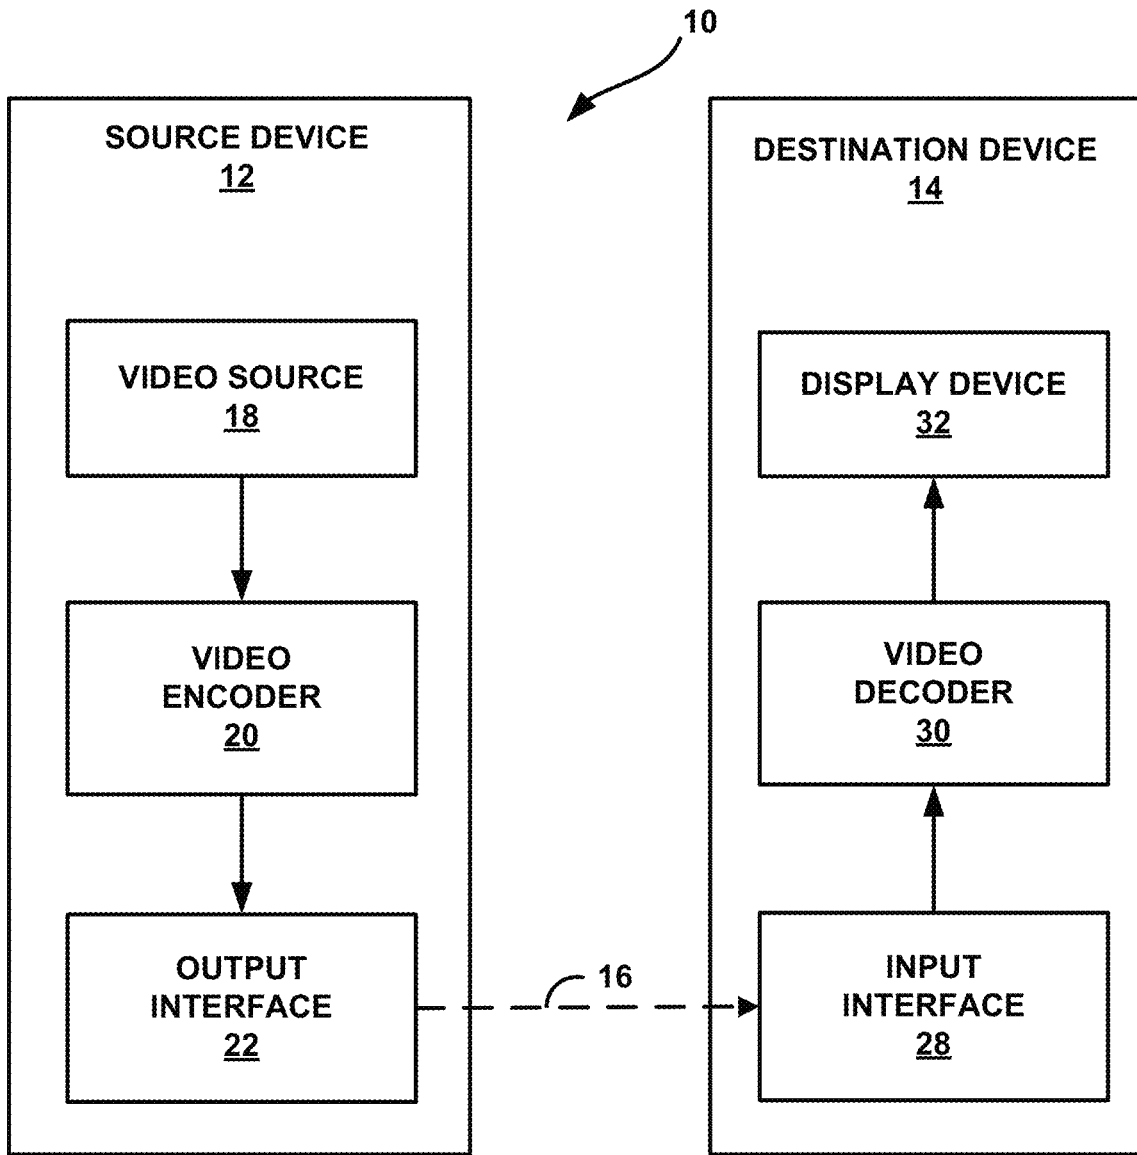 10
SOURCE DEVICE
12
VIDEO SOURCE
18
VIDEO
ENCODER
20
OUTPUT
INTERFACE
22
16
DESTINATION DEVICE
14
DISPLAY DEVICE
32
VIDEO
DECODER
30
INPUT
INTERFACE
28